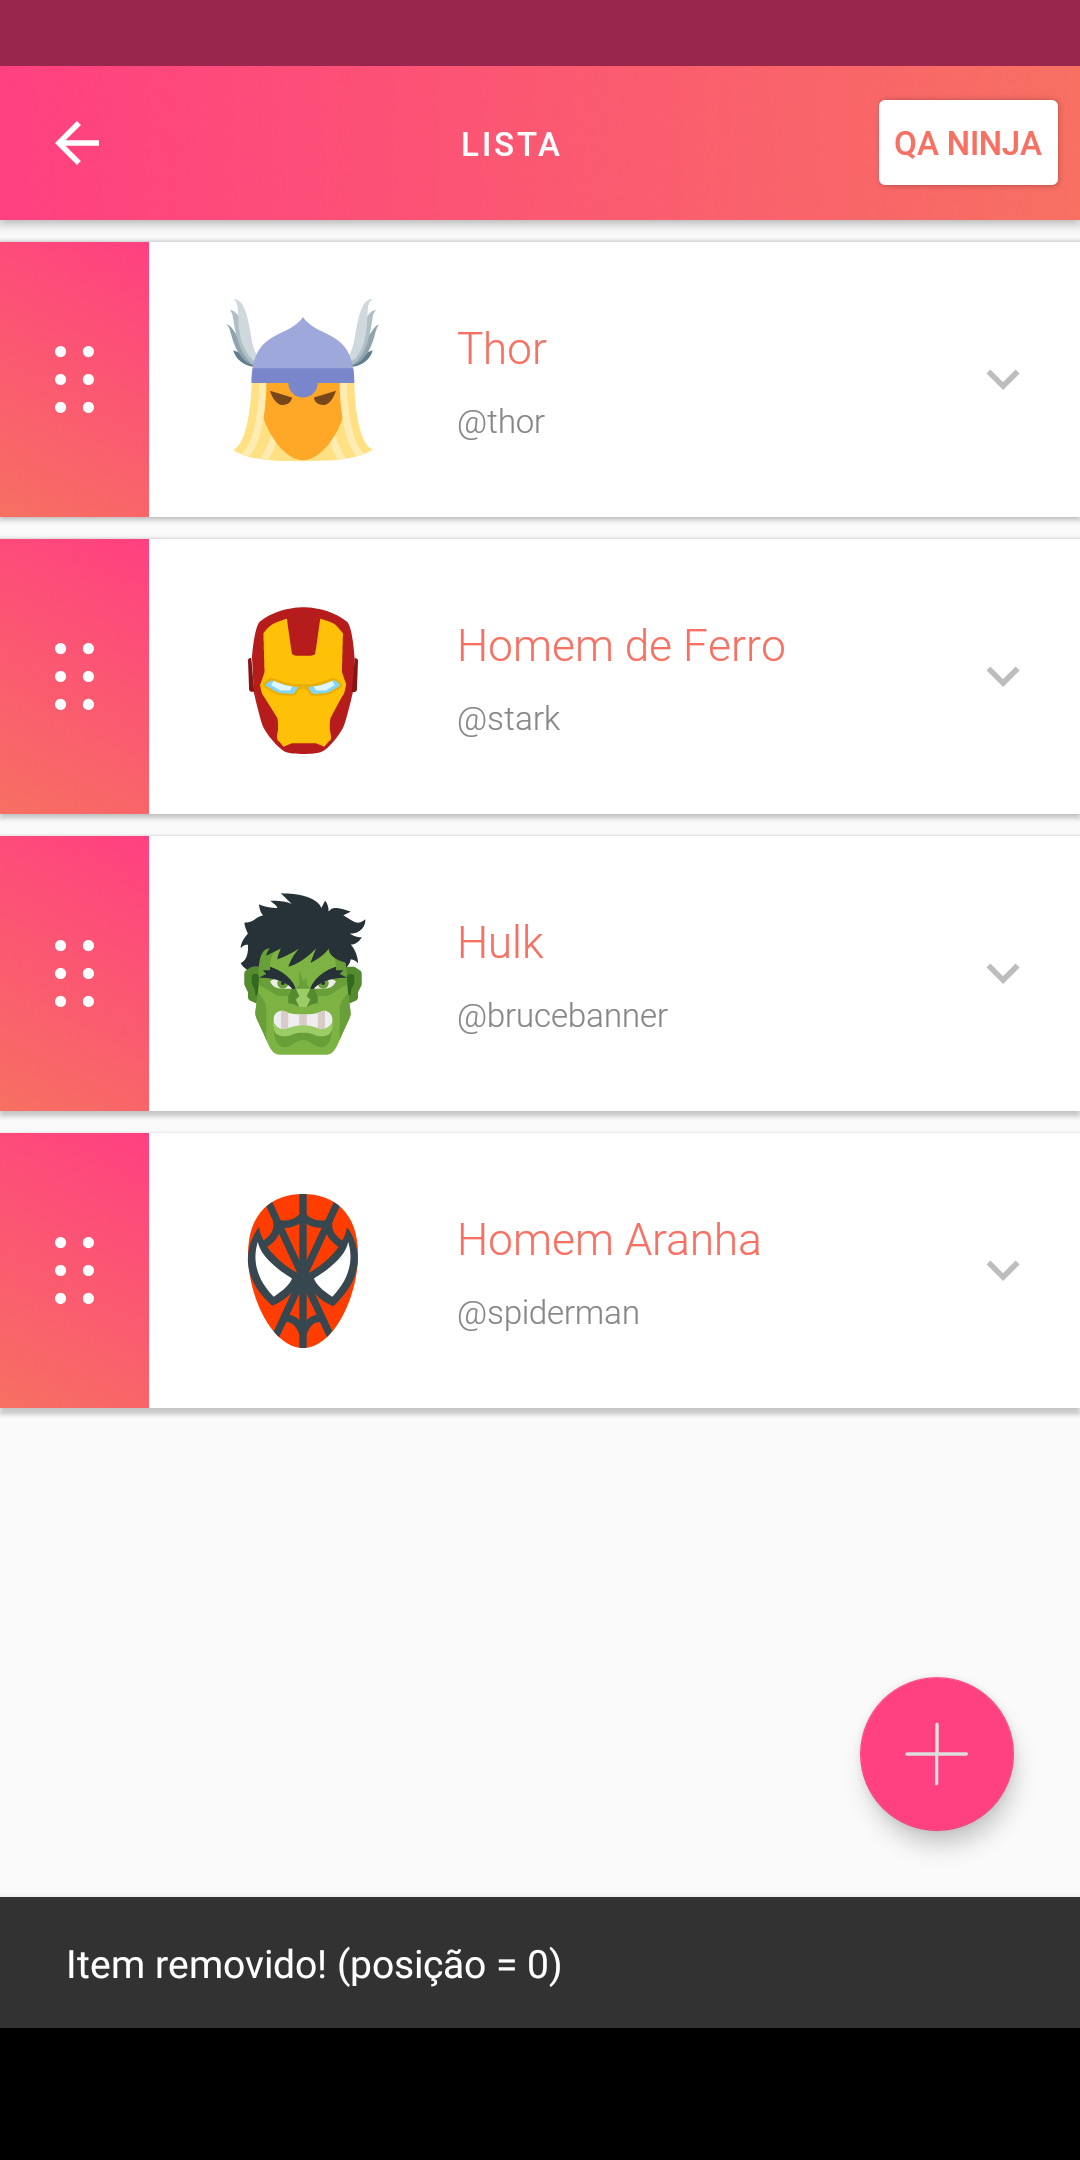 LISTA
QA NINJA
Thor
@thor
Homem de Ferro
@stark
Hulk
@brucebanner
Homem Aranha
@spiderman
Item removido! (posição = 0)